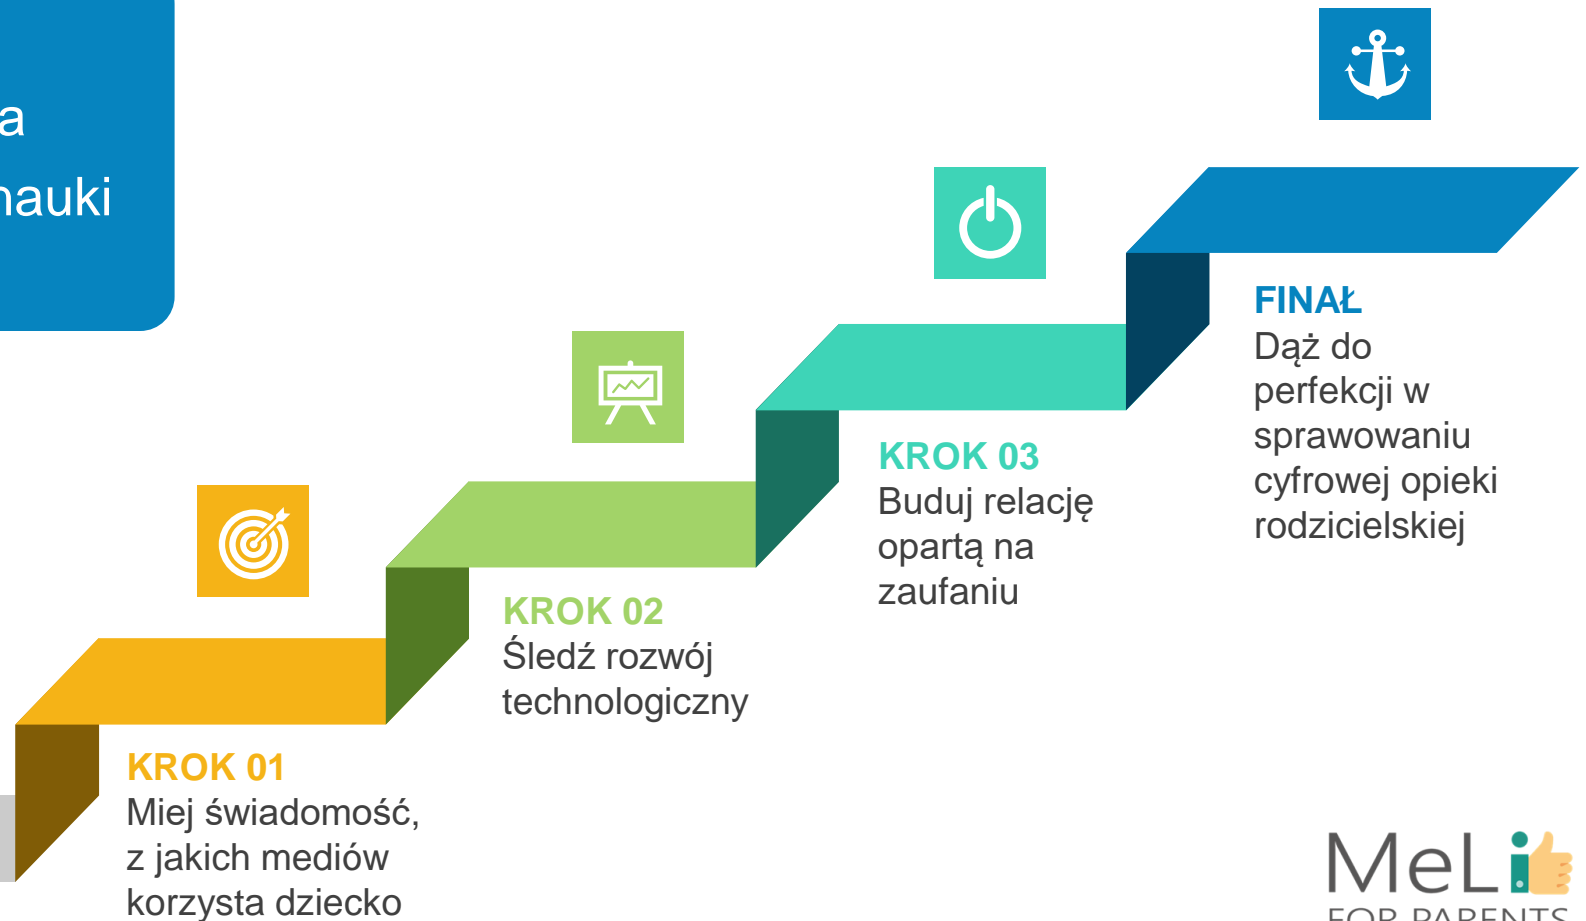 a
nauki
FINAŁ
Dąż do
perfekcji w
sprawowaniu
cyfrowej opieki
rodzicielskiej
KROK 03
Buduj relację
opartą na
zaufaniu
KROK 02
Śledź rozwój
technologiczny
KROK 01
Miej świadomość,
z jakich mediów
korzysta dziecko
MeLi
FOR PARENTS